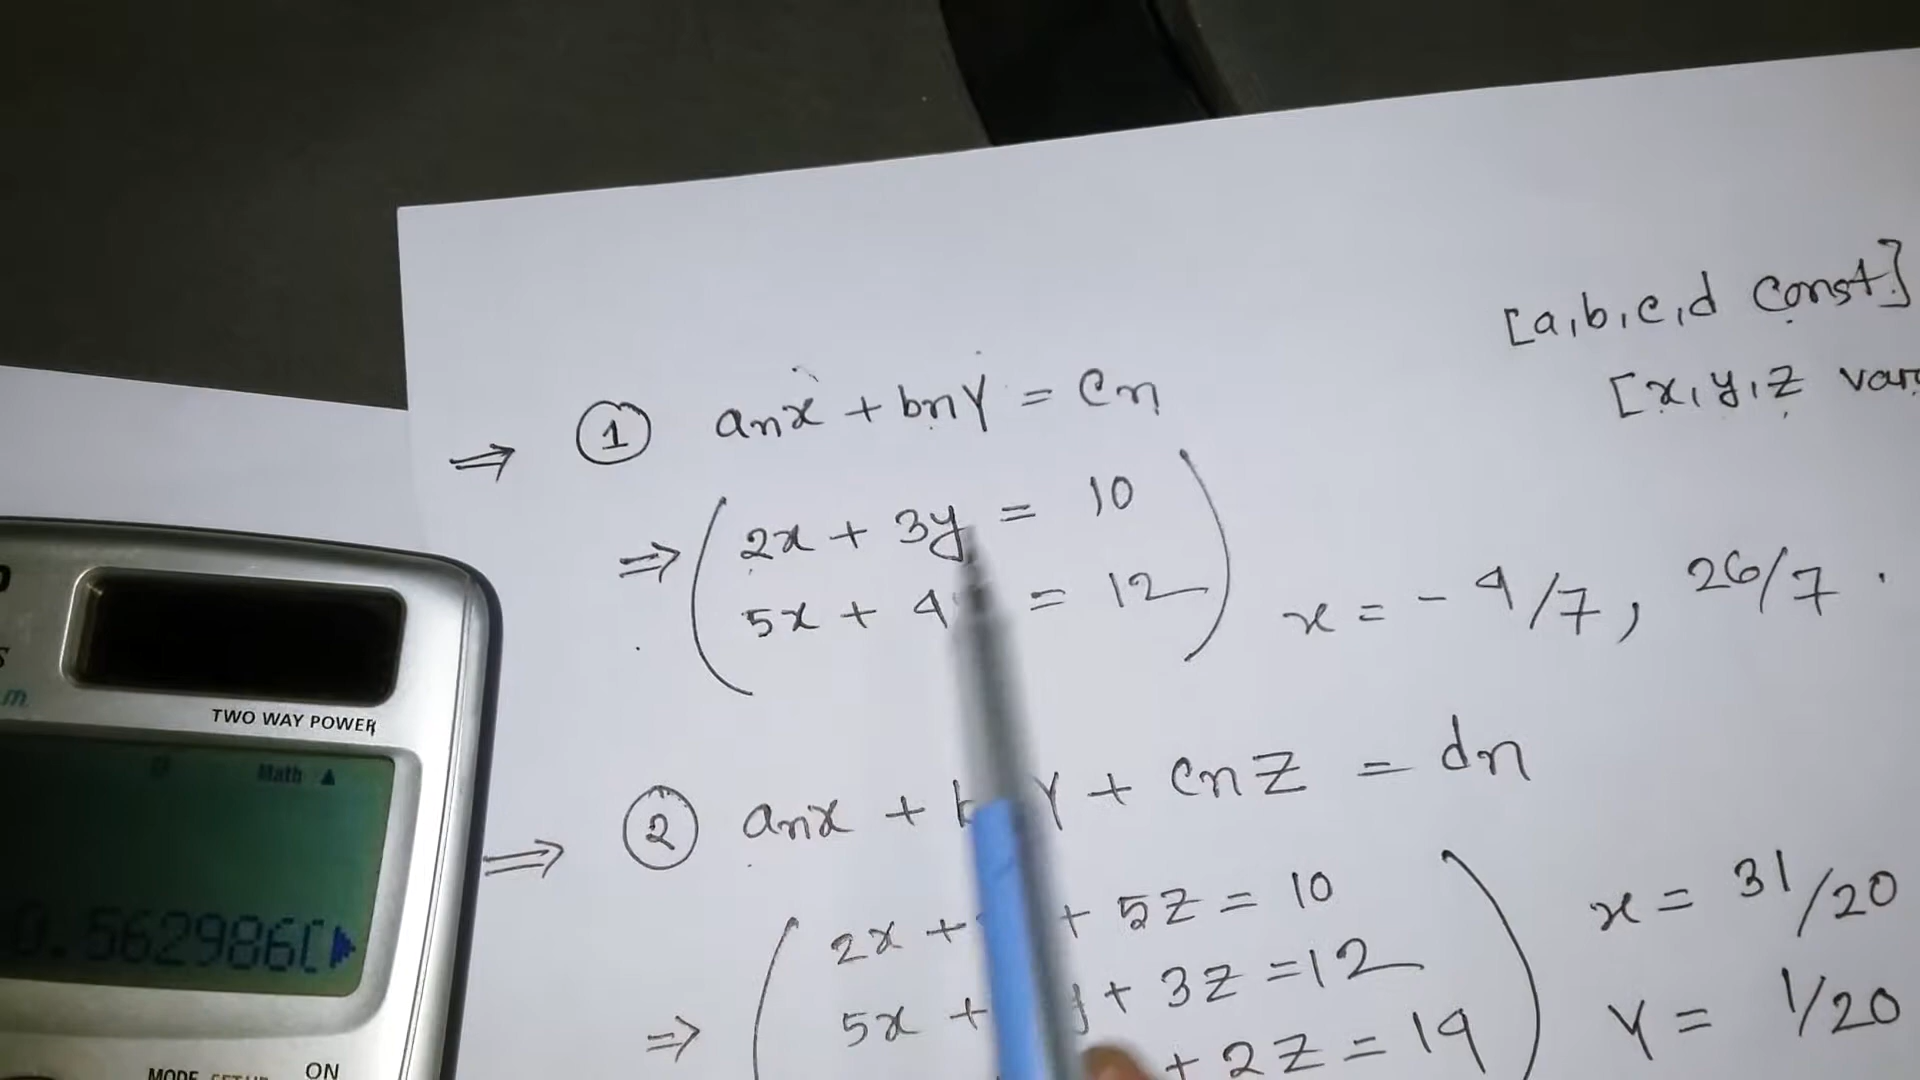 [a,b,c,d const]
[x,y,z
⇒ ① anx + bny = cn
⇒ 2x + 3y = 10
5x + 4 = 12
x = -4/7, 26/7.
⇒ ② anx + Y + cnz = dn
2x + + 5z = 10
⇒ 5x + + 3z = 12
+ 2z = 19
x = 31/20
Y = 1/20
TWO WAY POWER
Math ▲
0.562986
MODE
ON